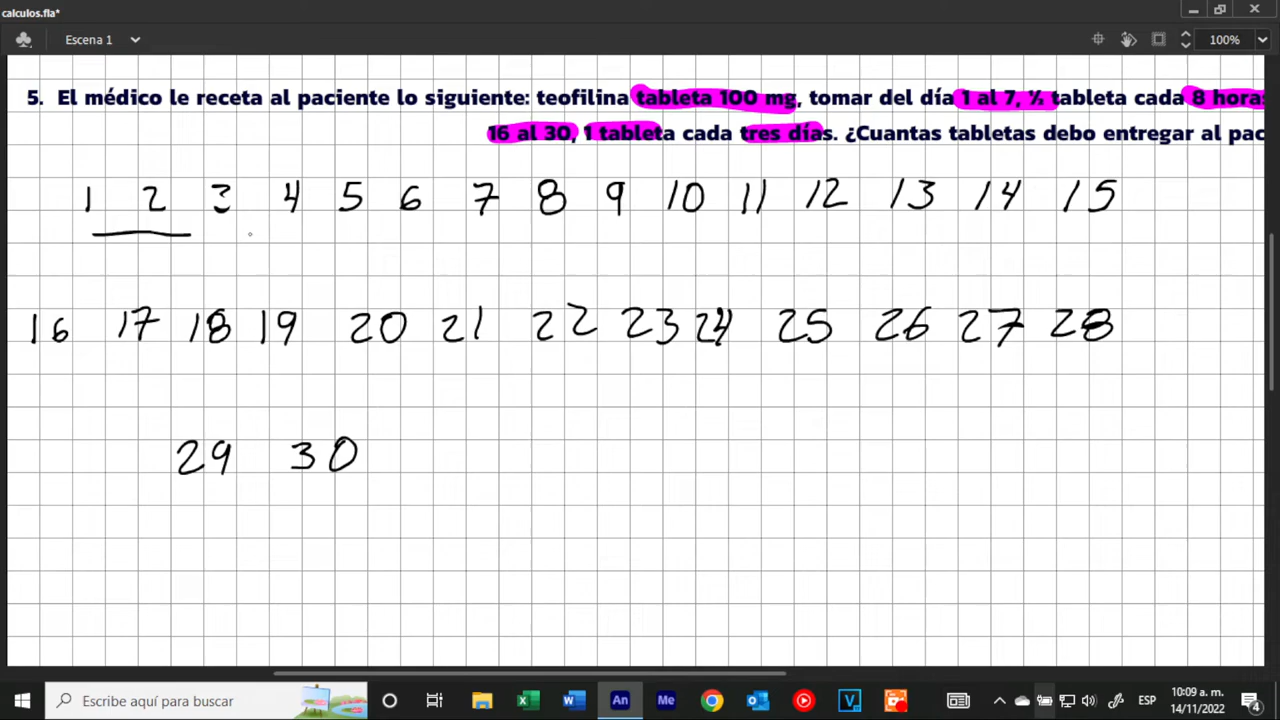 calculos.fla*
Escena 1
100%
5. El médico le receta al paciente lo siguiente: teofilina tableta 100 mg, tomar del día 1 al 7, ½ tableta cada 8 horas
16 al 30, 1 tableta cada tres días. ¿Cuantas tabletas debo entregar al pac
1 2 3 4 5 6 7 8 9 10 11 12 13 14 15
16 17 18 19 20 21 22 23 24 25 26 27 28
29 30
Escribe aquí para buscar
An
Me
ESP
10:09 a. m.
14/11/2022
4